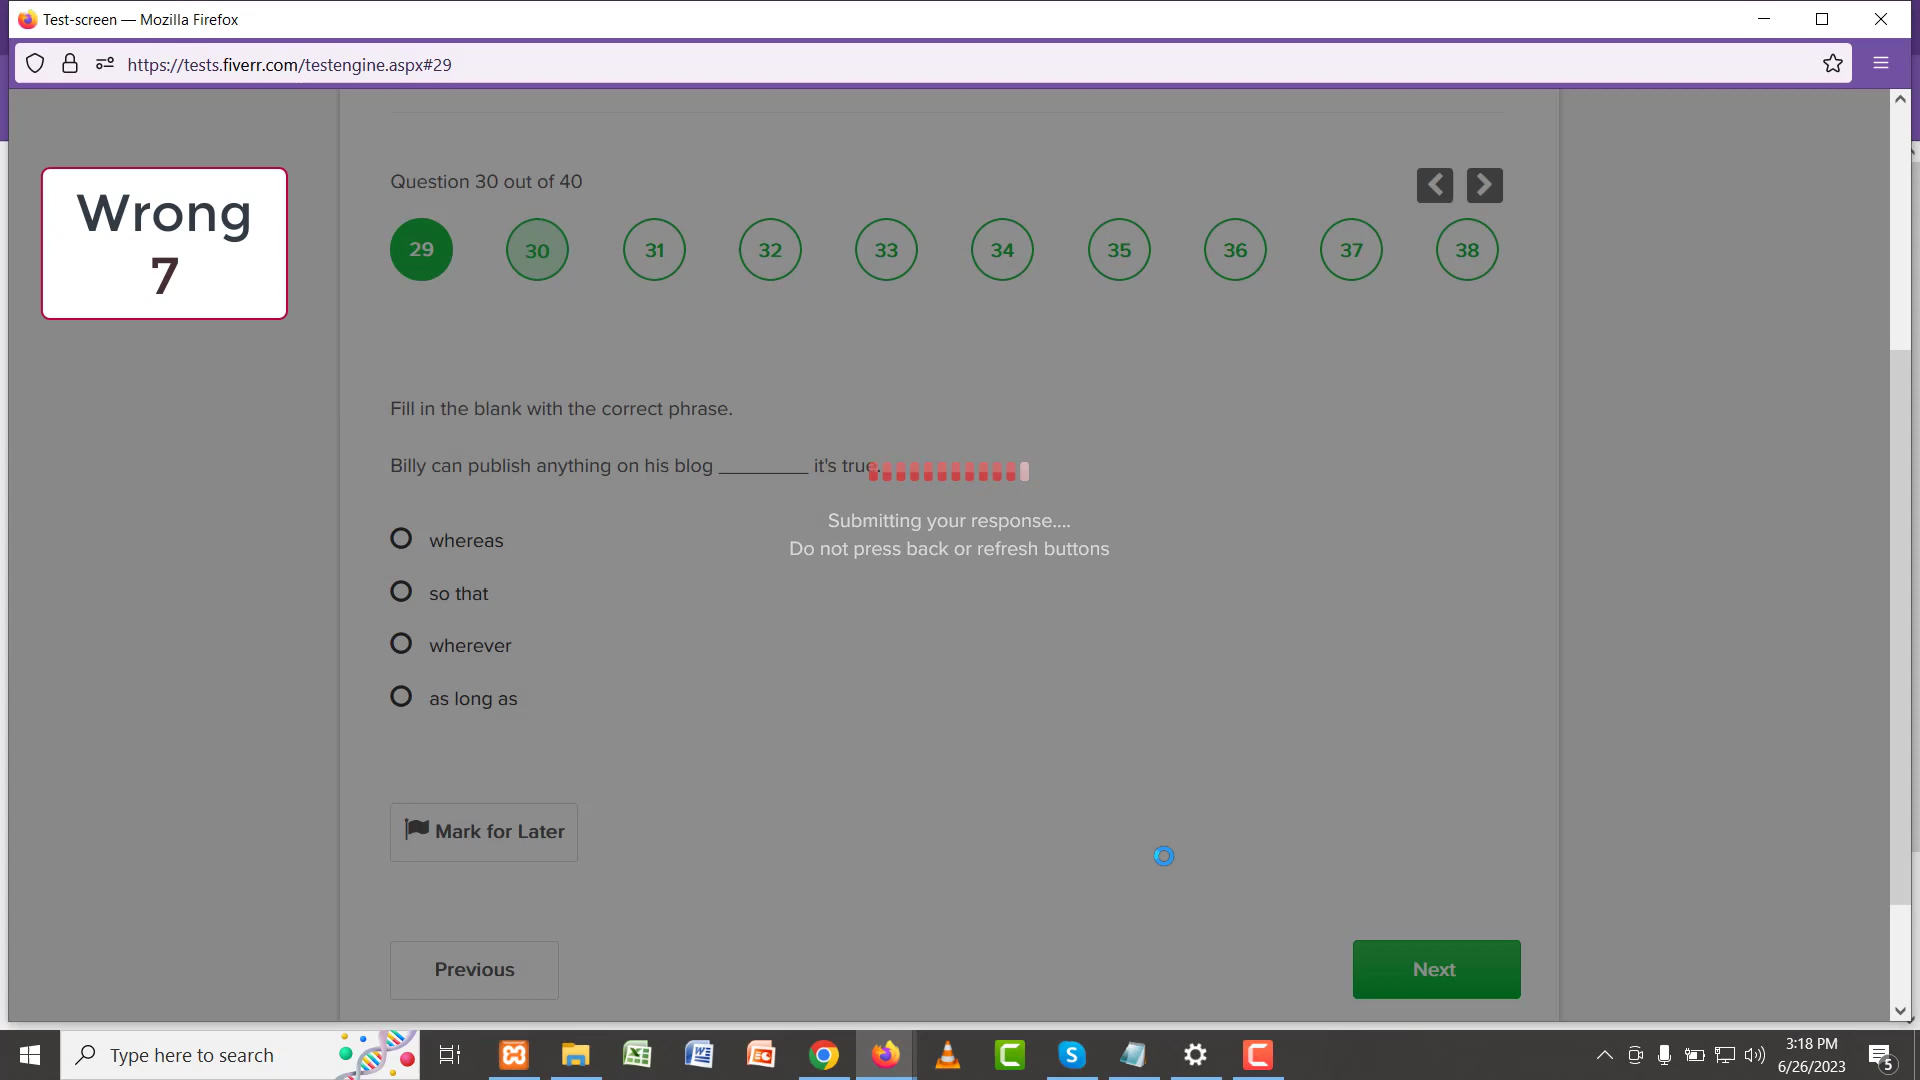 Test-screen — Mozilla Firefox
https://tests.fiverr.com/testengine.aspx#29
Wrong
7
Question 30 out of 40
29 30 31 32 33 34 35 36 37 38
Fill in the blank with the correct phrase.
Billy can publish anything on his blog _________ it's true.
Submitting your response....
Do not press back or refresh buttons
whereas
so that
wherever
as long as
Mark for Later
Previous
Next
Type here to search
3:18 PM
6/26/2023
5